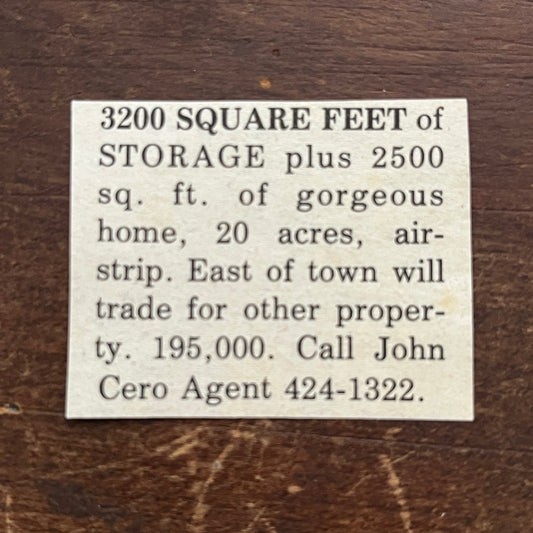 3200 SQUARE FEET of
STORAGE plus 2500
sq. ft. of gorgeous
home, 20 acres, air-
strip. East of town will
trade for other proper-
ty. 195,000. Call John
Cero Agent 424-1322.